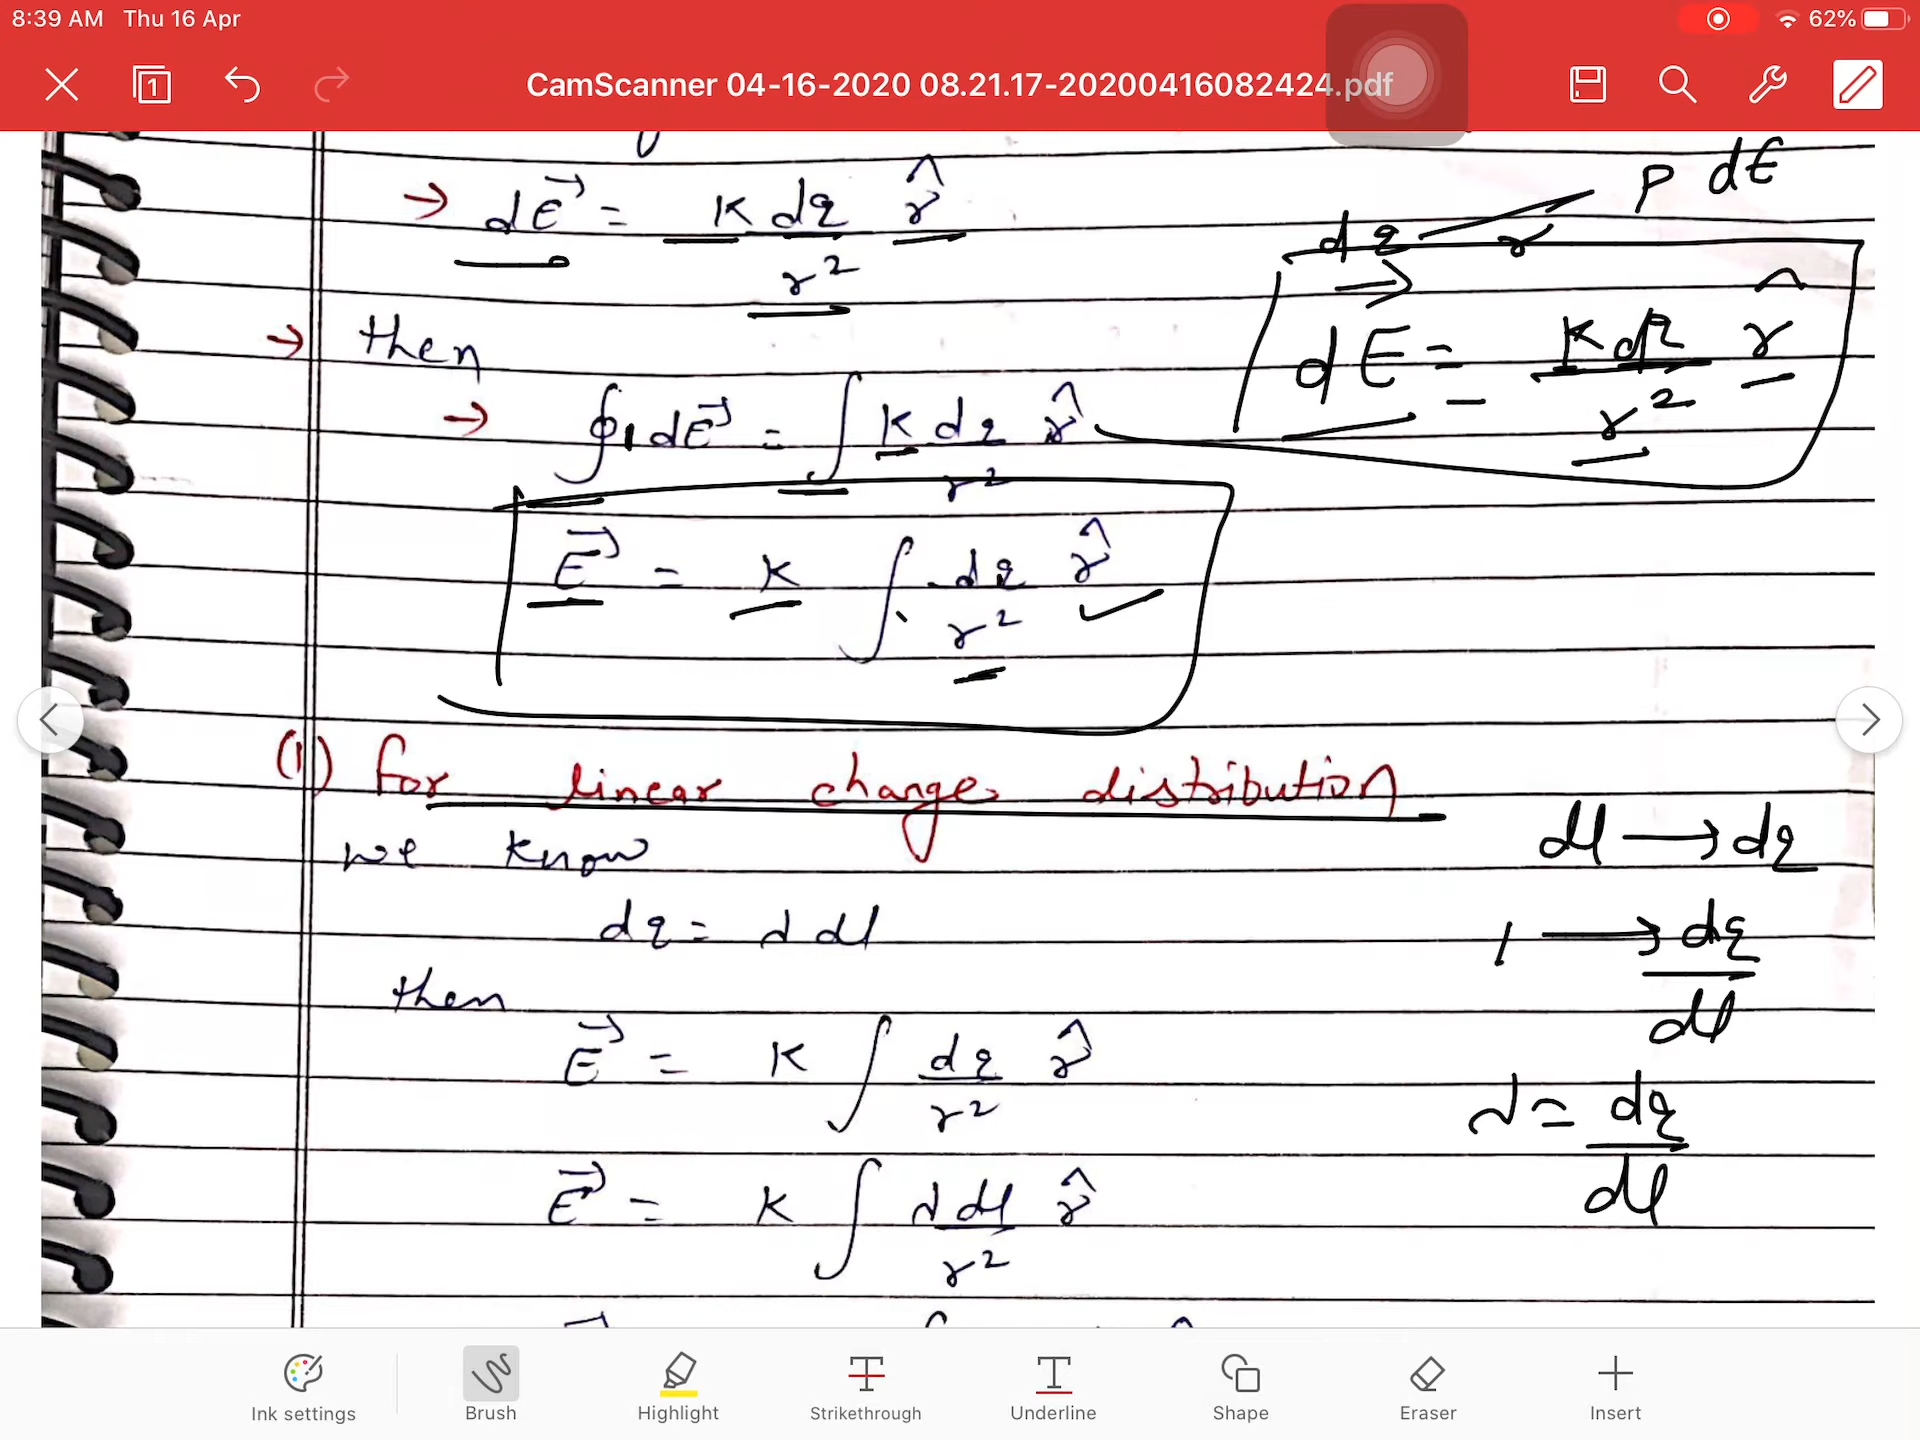 8:39 AM Thu 16 Apr
62%
1
CamScanner 04-16-2020 08.21.17-20200416082424.pdf
→ dE⃗ = K dq r̂
r²
dq r P dE
→ then
→ ∮ dE⃗ = ∫ K dq r̂
r²
dE⃗ = K dq r̂
r²
E⃗ = K ∫ dq r̂
r²
(1) For linear charge distribution
we know
dl → dq
dq = λ dl
1 → dq
dl
then
E⃗ = K ∫ dq r̂
r²
λ = dq
dl
E⃗ = K ∫ λ dl r̂
r²
Ink settings
Brush
Highlight
Strikethrough
Underline
Shape
Eraser
Insert